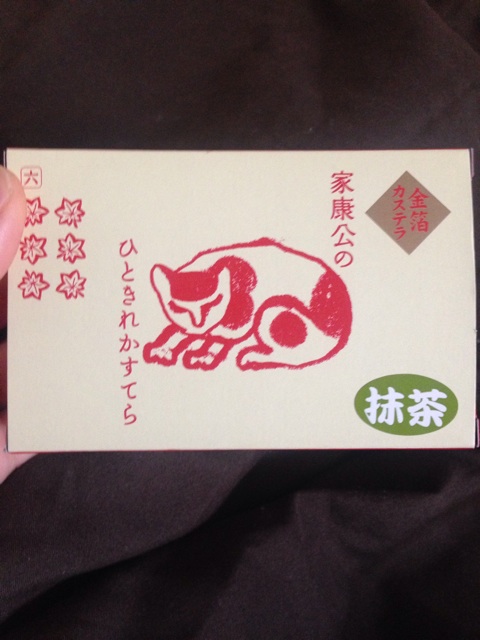 金箔
カステラ
家康公の
ひときれかすてら
六
抹茶